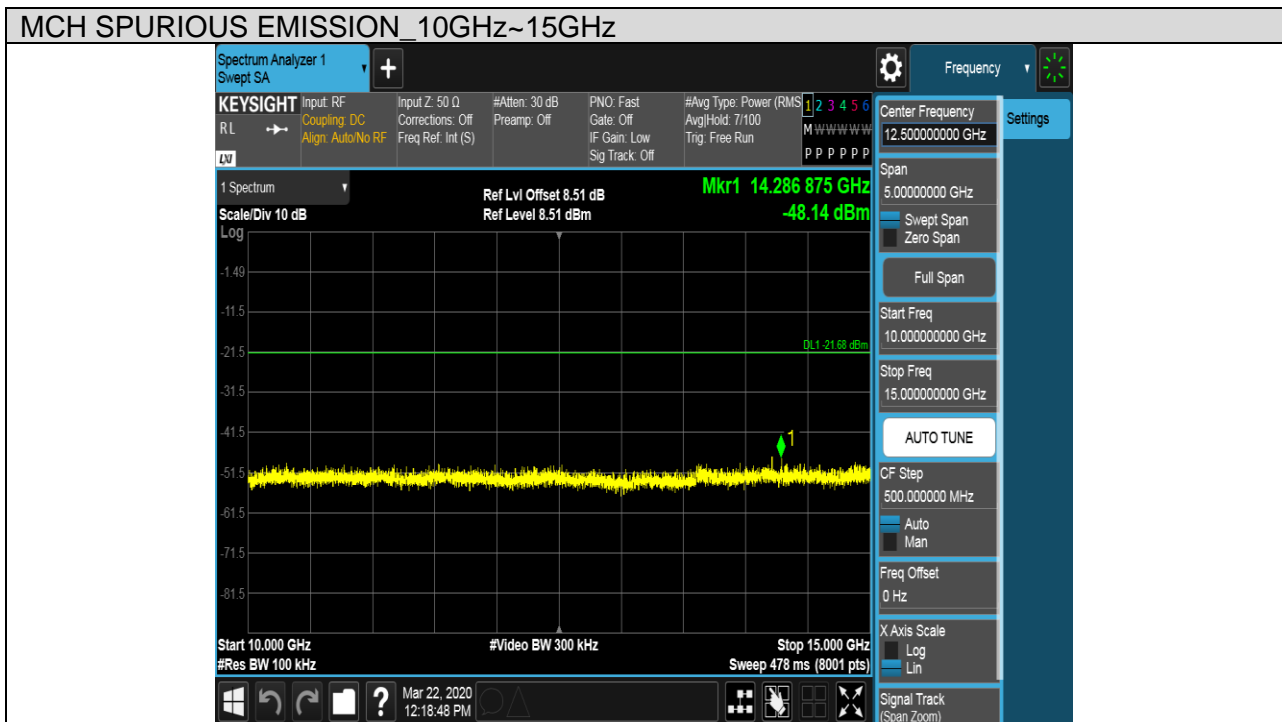 MCH SPURIOUS EMISSION_10GHz~15GHz
Spectrum Analyzer 1
Swept SA
+
Frequency
KEYSIGHT
RL
LXI
Input: RF
Coupling: DC
Align: Auto/No RF
Input Z: 50 Ω
Corrections: Off
Freq Ref: Int (S)
#Atten: 30 dB
Preamp: Off
PNO: Fast
Gate: Off
IF Gain: Low
Sig Track: Off
#Avg Type: Power (RMS
Avg|Hold: 7/100
Trig: Free Run
1 2 3 4 5 6
M W W W W W
P P P P P P
1 Spectrum
Scale/Div 10 dB
Ref Lvl Offset 8.51 dB
Ref Level 8.51 dBm
Mkr1 14.286 875 GHz
-48.14 dBm
Log
-1.49
-11.5
-21.5
DL1 -21.68 dBm
-31.5
-41.5
1
-51.5
-61.5
-71.5
-81.5
Start 10.000 GHz
#Res BW 100 kHz
#Video BW 300 kHz
Stop 15.000 GHz
Sweep 478 ms (8001 pts)
?
Mar 22, 2020
12:18:48 PM
Center Frequency
12.500000000 GHz
Settings
Span
5.00000000 GHz
Swept Span
Zero Span
Full Span
Start Freq
10.000000000 GHz
Stop Freq
15.000000000 GHz
AUTO TUNE
CF Step
500.000000 MHz
Auto
Man
Freq Offset
0 Hz
X Axis Scale
Log
Lin
Signal Track
(Span Zoom)